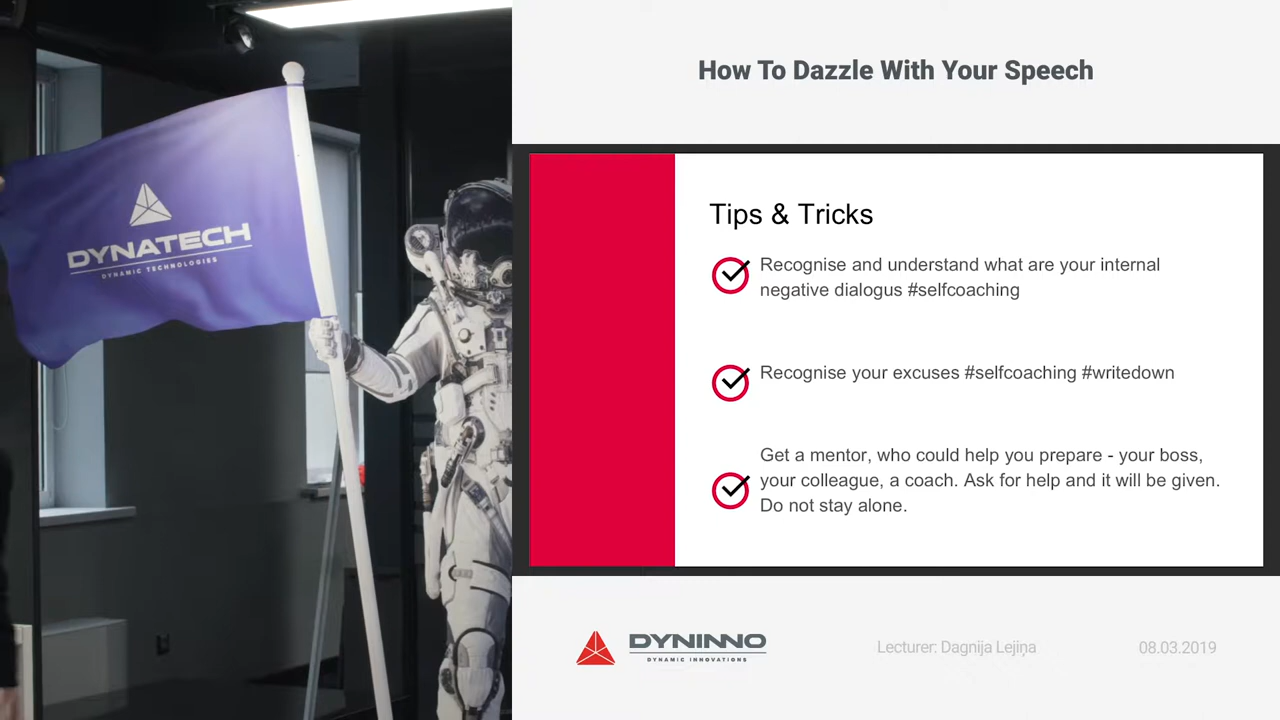 DYNATECH
DYNAMIC TECHNOLOGIES
How To Dazzle With Your Speech
Tips & Tricks
Recognise and understand what are your internal
negative dialogus #selfcoaching
Recognise your excuses #selfcoaching #writedown
Get a mentor, who could help you prepare - your boss,
your colleague, a coach. Ask for help and it will be given.
Do not stay alone.
DYNINNO
DYNAMIC INNOVATIONS
Lecturer: Dagnija Lejiņa
08.03.2019